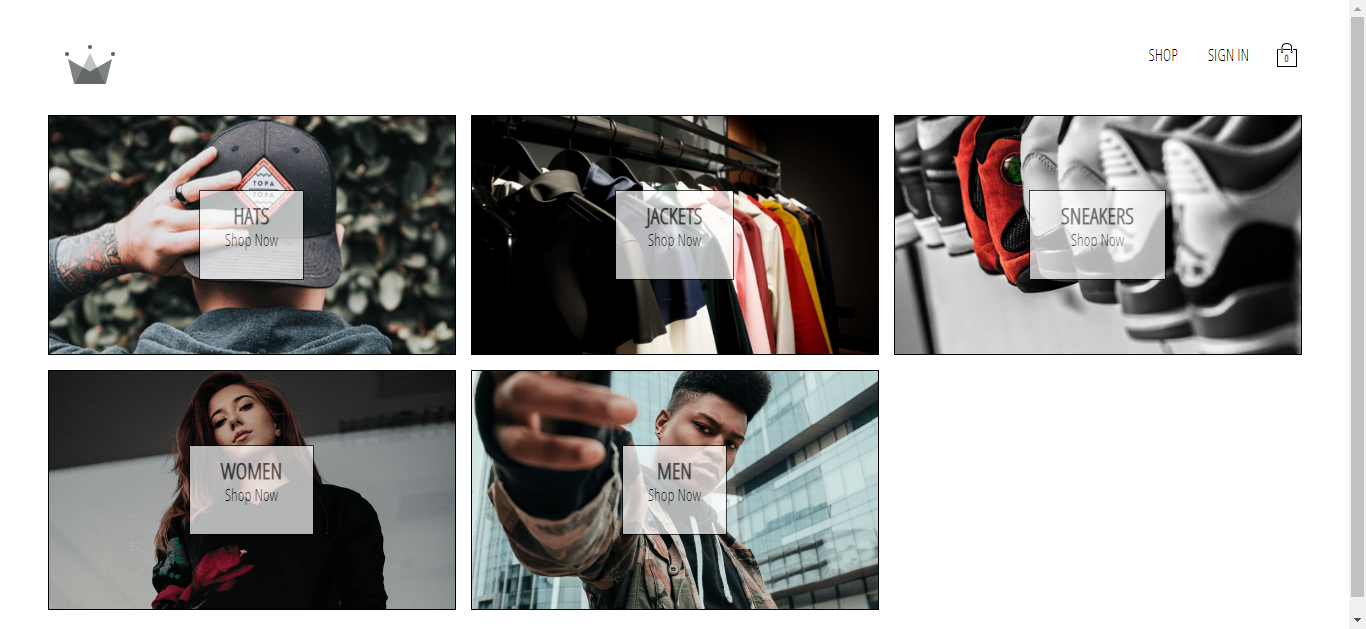 SHOP
SIGN IN
0
TOPA
TOPA
HATS
Shop Now
JACKETS
Shop Now
SNEAKERS
Shop Now
WOMEN
Shop Now
MEN
Shop Now